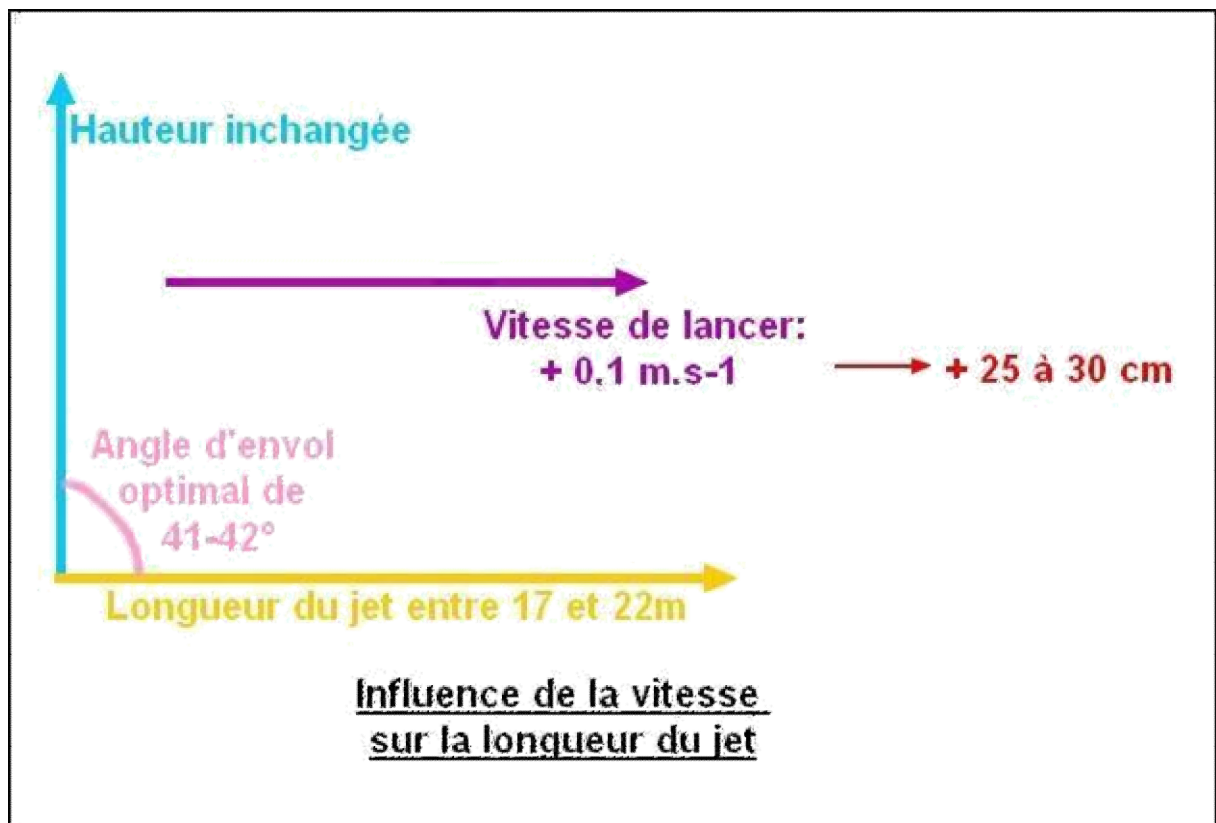 Hauteur inchangée
Vitesse de lancer:
+ 0.1 m.s-1
+ 25 à 30 cm
Angle d'envol
optimal de
41-42°
Longueur du jet entre 17 et 22m
Influence de la vitesse
sur la longueur du jet